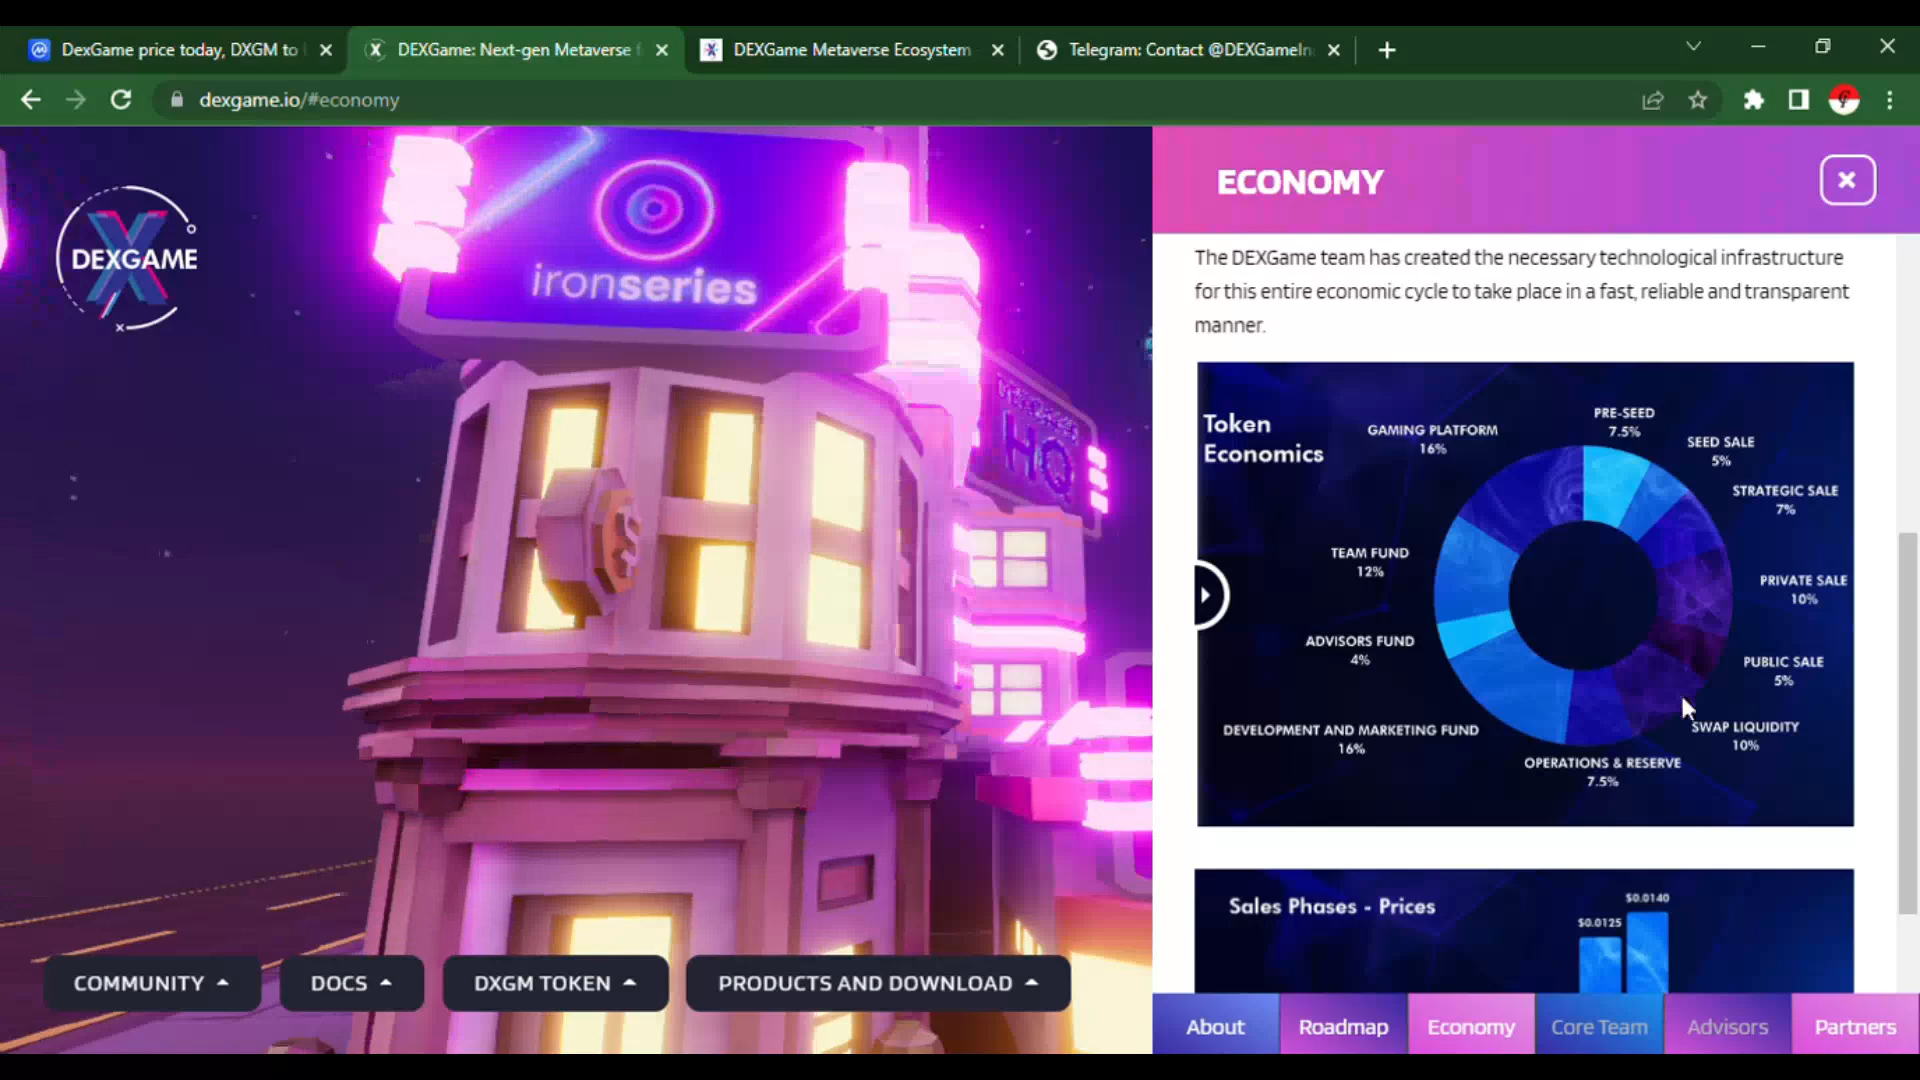 DexGame price today, DXGM to
DEXGame: Next-gen Metaverse f
DEXGame Metaverse Ecosystem
Telegram: Contact @DEXGameIn
dexgame.io/#economy
DEXGAME
ironseries
HQ
ECONOMY
The DEXGame team has created the necessary technological infrastructure
for this entire economic cycle to take place in a fast, reliable and transparent
manner.
Token
Economics
GAMING PLATFORM
16%
PRE-SEED
7.5%
SEED SALE
5%
STRATEGIC SALE
7%
TEAM FUND
12%
PRIVATE SALE
10%
ADVISORS FUND
4%
PUBLIC SALE
5%
DEVELOPMENT AND MARKETING FUND
16%
SWAP LIQUIDITY
10%
OPERATIONS & RESERVE
7.5%
Sales Phases - Prices
$0.0140
$0.0125
COMMUNITY
DOCS
DXGM TOKEN
PRODUCTS AND DOWNLOAD
About
Roadmap
Economy
Core Team
Advisors
Partners